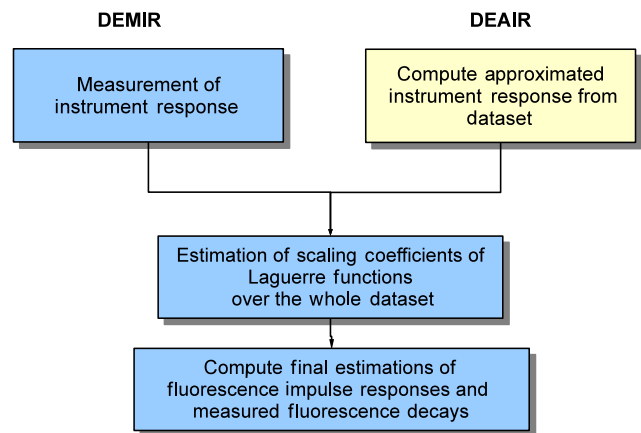 DEMIR
DEAIR
Measurement of
instrument response
Compute approximated
instrument response from
dataset
Estimation of scaling coefficients of
Laguerre functions
over the whole dataset
Compute final estimations of
fluorescence impulse responses and
measured fluorescence decays